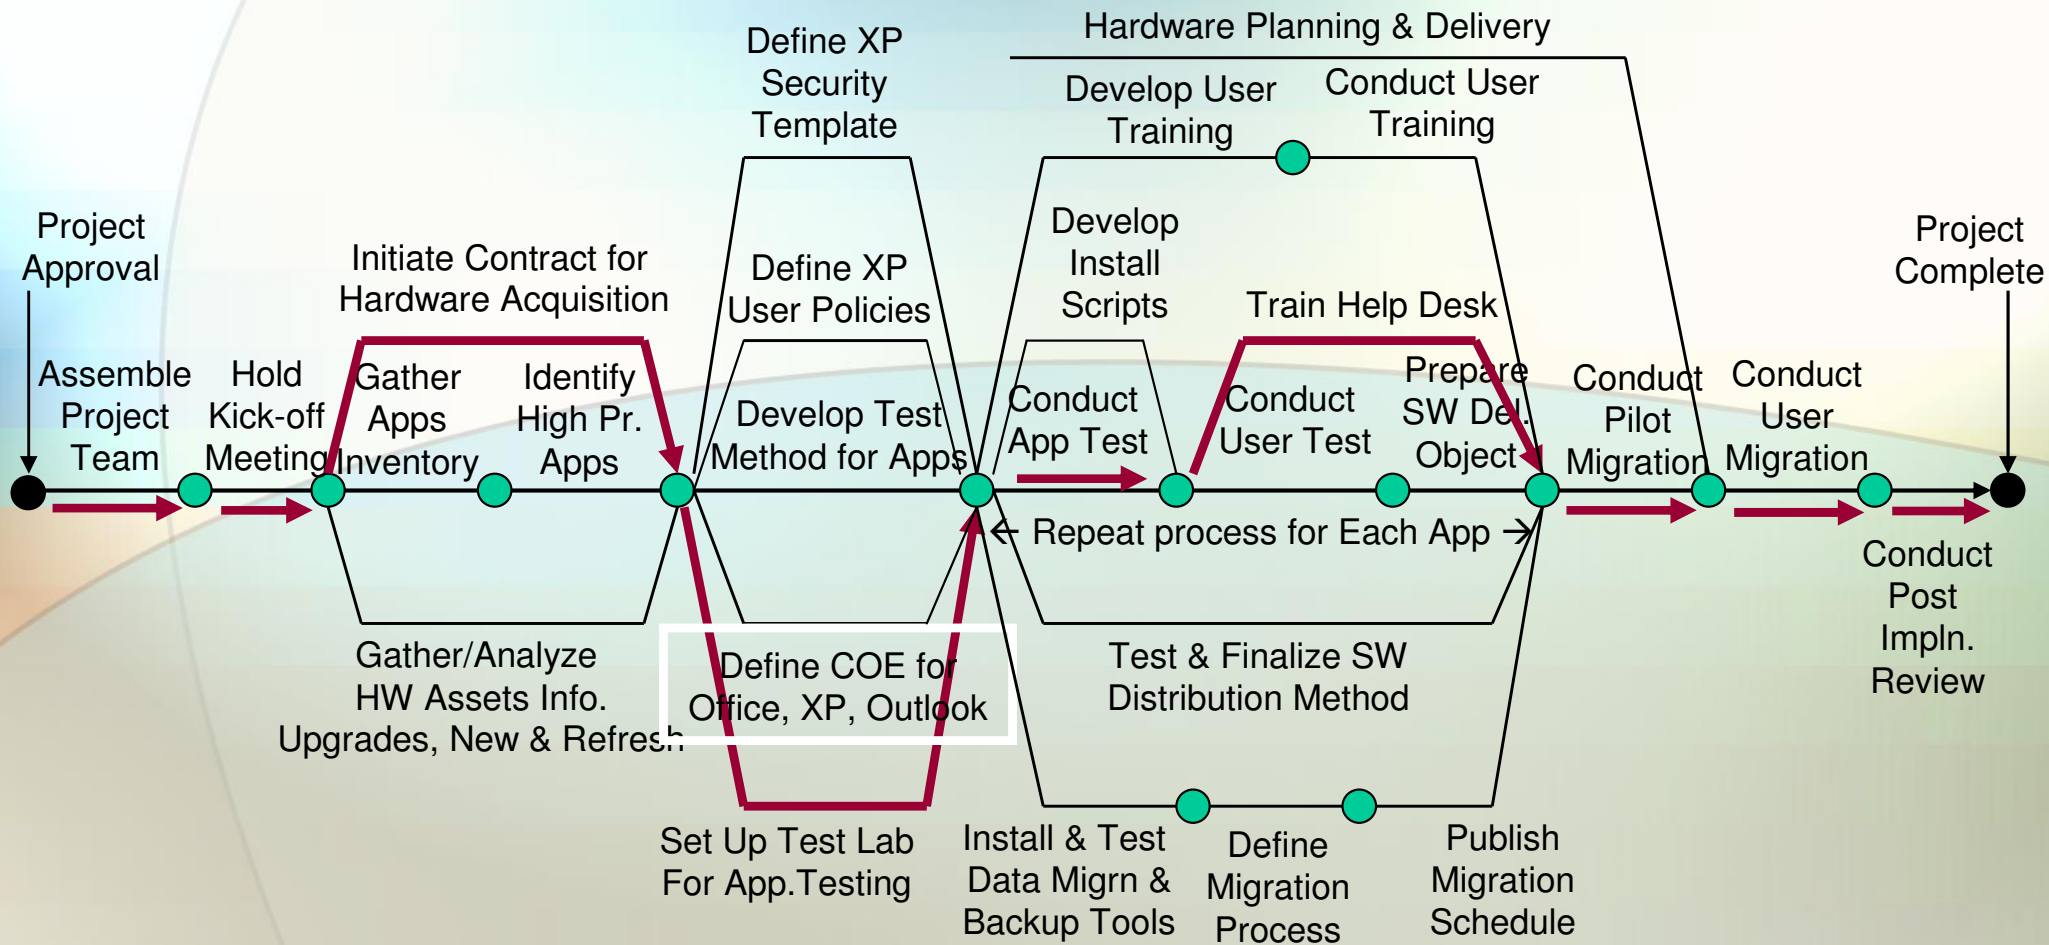 Hardware Planning & Delivery
Define XP
Security
Template
Develop User
Training
Conduct User
Training
Project
Approval
Initiate Contract for
Hardware Acquisition
Define XP
User Policies
Develop
Install
Scripts
Train Help Desk
Project
Complete
Assemble
Project
Team
Hold
Kick-off
Meeting
Gather
Apps
Inventory
Identify
High Pr.
Apps
Develop Test
Method for Apps
Conduct
App Test
Conduct
User Test
Prepare
SW Del.
Object
Conduct
Pilot
Migration
Conduct
User
Migration
← Repeat process for Each App →
Conduct
Post
Impln.
Review
Gather/Analyze
HW Assets Info.
Upgrades, New & Refresh
Define COE for
Office, XP, Outlook
Test & Finalize SW
Distribution Method
Set Up Test Lab
For App.Testing
Install & Test
Data Migrn &
Backup Tools
Define
Migration
Process
Publish
Migration
Schedule